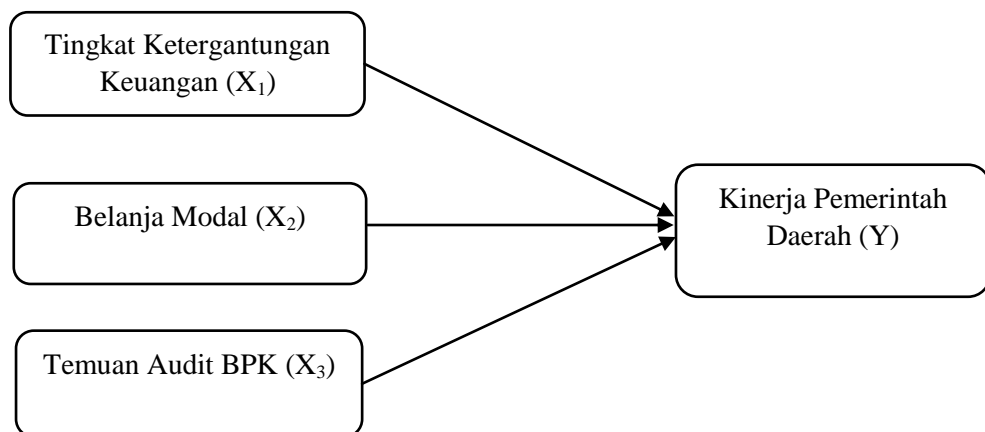 Tingkat Ketergantungan
Keuangan (X₁)
Belanja Modal (X₂)
Kinerja Pemerintah
Daerah (Y)
Temuan Audit BPK (X₃)